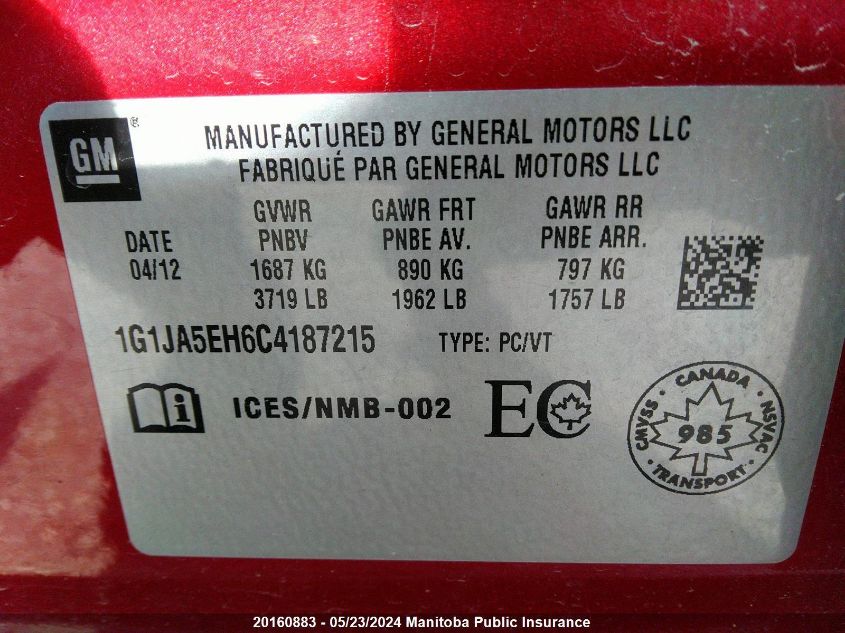 GM ®
MANUFACTURED BY GENERAL MOTORS LLC
FABRIQUÉ PAR GENERAL MOTORS LLC
GVWR GAWR FRT GAWR RR
DATE PNBV PNBE AV. PNBE ARR.
04/12 1687 KG 890 KG 797 KG
3719 LB 1962 LB 1757 LB
1G1JA5EH6C4187215 TYPE: PC/VT
i ICES/NMB-002 EC
CANADA
CMVSS 985 NSVAC
TRANSPORT
20160883 - 05/23/2024 Manitoba Public Insurance